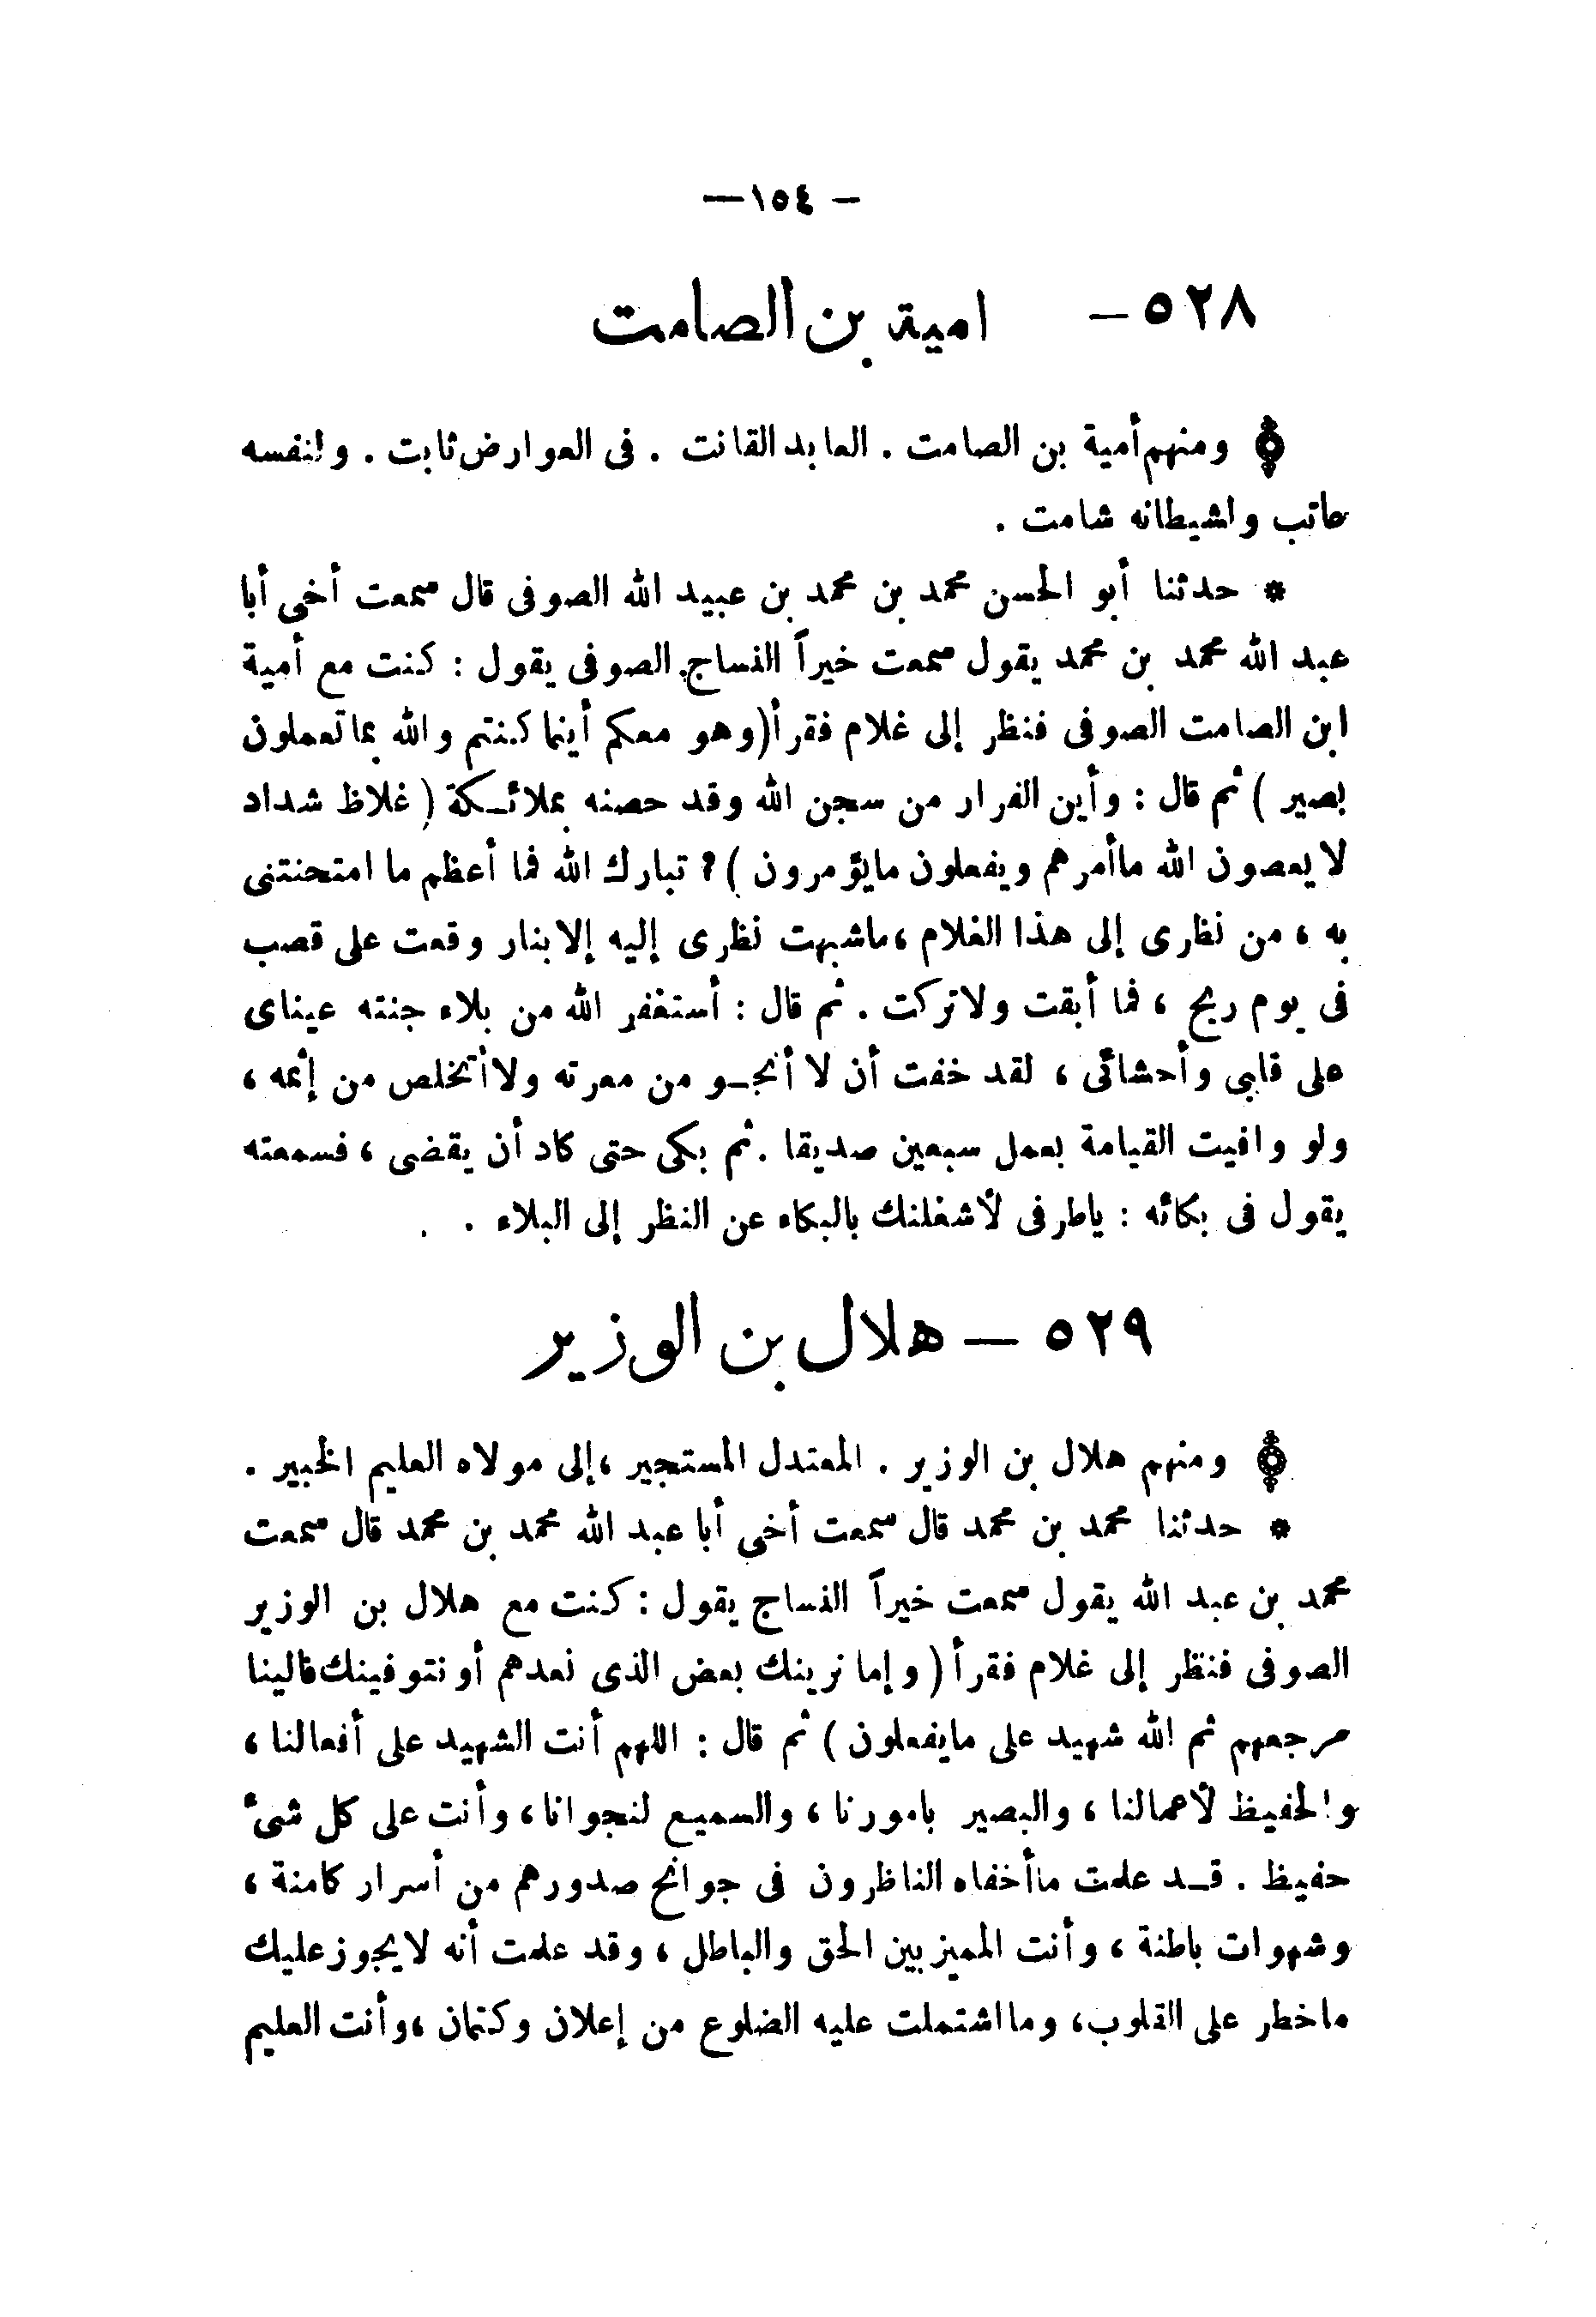 — ١٥٤ —
٥٢٨ — امية بن الصامت
ومنهم أمية بن الصامت . العابد القانت . فى العوارض ثابت . ولنفسه
عاتب ولشيطانه شامت .
* حدثنا أبو الحسن محمد بن محمد بن عبيد الله الصوفى قال سمعت أخى أبا
عبد الله محمد بن محمد يقول سمعت خيراً النساج الصوفى يقول : كنت مع أمية
ابن الصامت الصوفى فنظر إلى غلام فقرأ ( وهو معكم أينما كنتم والله بما تعملون
بصير ) ثم قال : وأين الفرار من سجن الله وقد حصنه بملائكة ( غلاظ شداد
لا يعصون الله ما أمرهم ويفعلون ما يؤمرون ) ? تبارك الله فما أعظم ما امتحننى
به ، من نظرى إلى هذا الغلام ، ما شبهت نظرى إليه إلا بنار وقعت على قصب
فى يوم ريح ، فما أبقت ولا تركت . ثم قال : أستغفر الله من بلاء جنته عيناى
على قلبى وأحشائى ، لقد خفت أن لا أنجو من معرته ولا أتخلص من إثمه ،
ولو وافيت القيامة بعمل سبعين صديقا . ثم بكى حتى كاد أن يقضى ، فسمعته
يقول فى بكائه : يا طرفى لأشغلنك بالبكاء عن النظر إلى البلاء .
٥٢٩ — هلال بن الوزير
ومنهم هلال بن الوزير . المعتدل المستجير ، إلى مولاه العليم الخبير .
* حدثنا محمد بن محمد قال سمعت أخى أبا عبد الله محمد بن محمد قال سمعت
محمد بن عبد الله يقول سمعت خيراً النساج يقول : كنت مع هلال بن الوزير
الصوفى فنظر إلى غلام فقرأ ( وإما نرينك بعض الذى نعدهم أو نتوفينك فالينا
مرجعهم ثم الله شهيد على ما يفعلون ) ثم قال : اللهم أنت الشهيد على أفعالنا ،
والحفيظ لأعمالنا ، والبصير بامورنا ، والسميع لنجوانا ، وأنت على كل شىء
حفيظ . قد علمت ما أخفاه الناظرون فى جوانح صدورهم من أسرار كامنة ،
وشهوات باطنة ، وأنت المميز بين الحق والباطل ، وقد علمت أنه لا يجوز عليك
ما خطر على القلوب ، وما اشتملت عليه الضلوع من إعلان وكتمان ، وأنت العليم